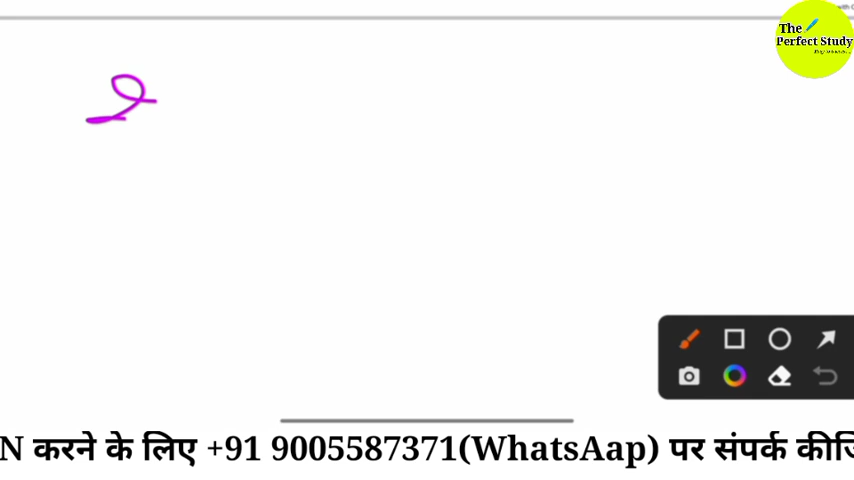 The
Perfect Study
N करने के लिए +91 9005587371(WhatsAap) पर संपर्क कीजि